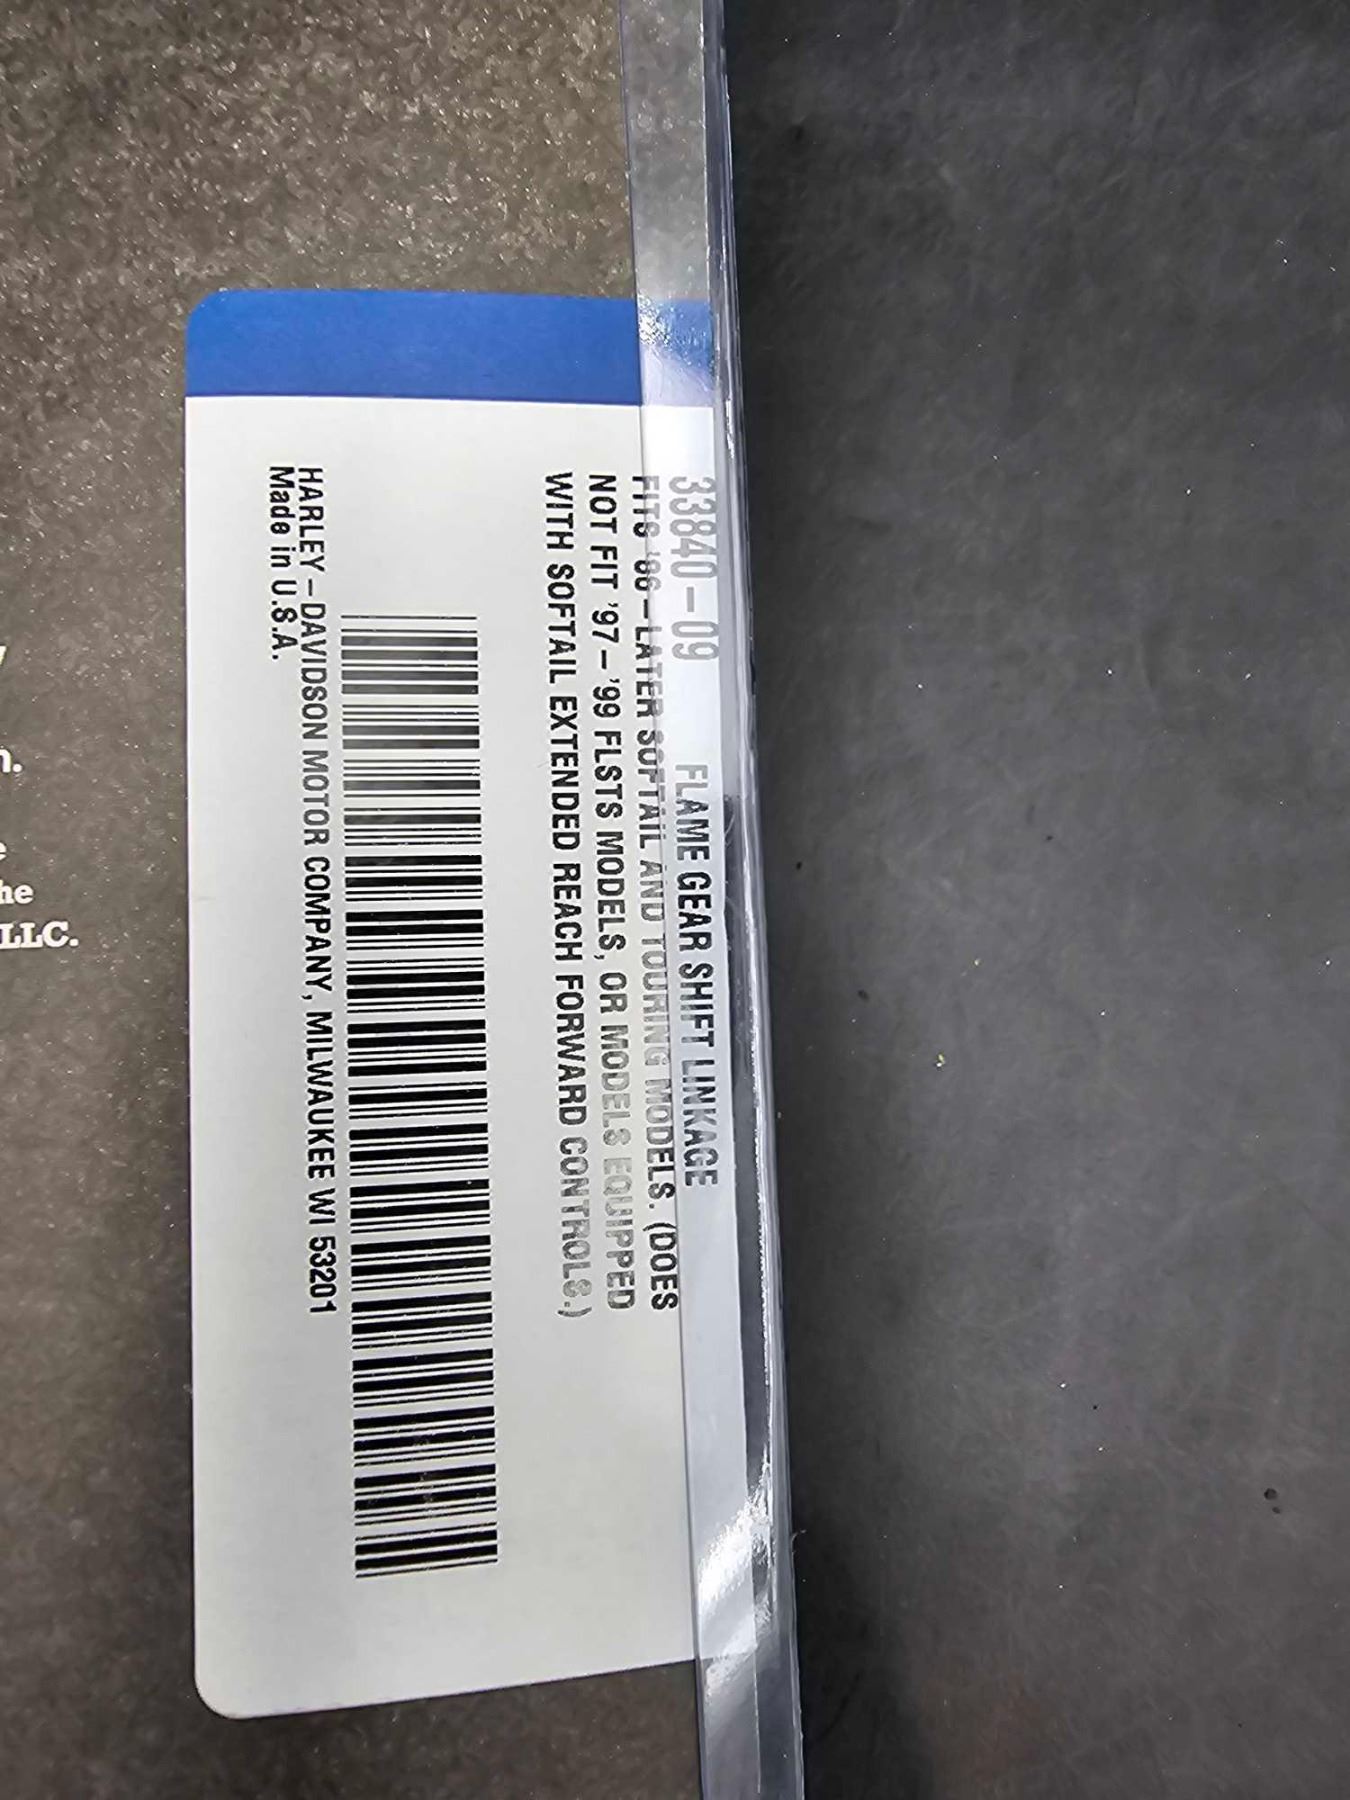 33840-09 FLAME GEAR SHIFT LINKAGE
FITS '86-LATER SOFTAIL AND TOURING MODELS. (DOES
NOT FIT '97-'99 FLSTS MODELS, OR MODELS EQUIPPED
WITH SOFTAIL EXTENDED REACH FORWARD CONTROLS.)
HARLEY-DAVIDSON MOTOR COMPANY, MILWAUKEE WI 53201
Made in U.S.A.
LLC.